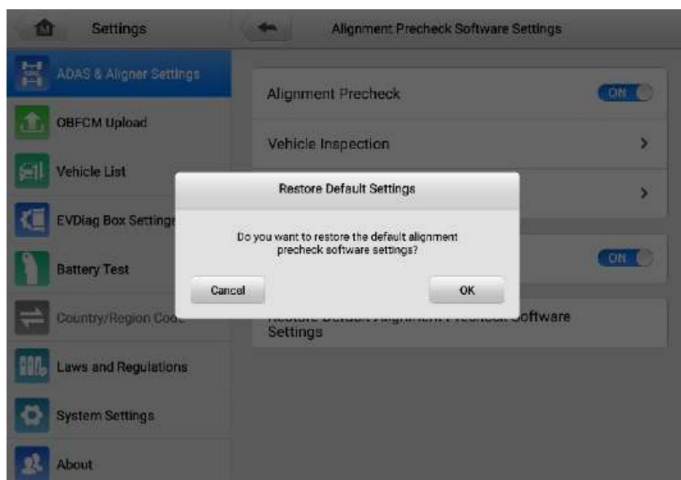 Settings
Alignment Precheck Software Settings
ADAS & Aligner Settings
OBFCM Upload
Vehicle List
EVDiag Box Settings
Battery Test
Country/Region Code
Laws and Regulations
System Settings
About
Alignment Precheck
ON
Vehicle Inspection
ON
Software
Settings
Restore Default Settings
Do you want to restore the default alignment
precheck software settings?
Cancel
OK